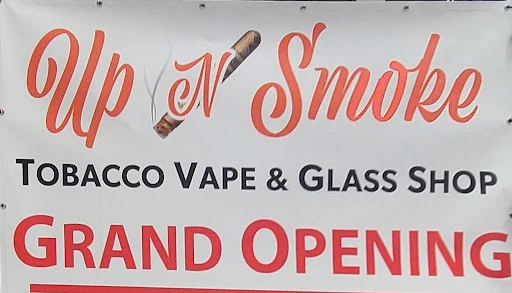 Up N Smoke
TOBACCO VAPE & GLASS SHOP
GRAND OPENING